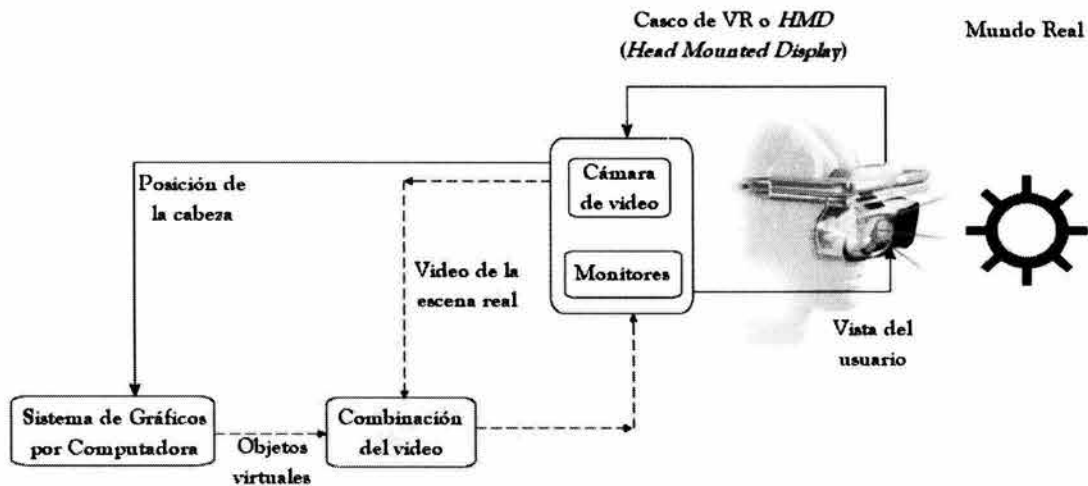 Casco de VR o HMD
(Head Mounted Display)
Mundo Real
Cámara
de video
Posición de
la cabeza
Monitores
Video de la
escena real
Vista del
usuario
Sistema de Gráficos
por Computadora
Combinación
del video
Objetos
virtuales